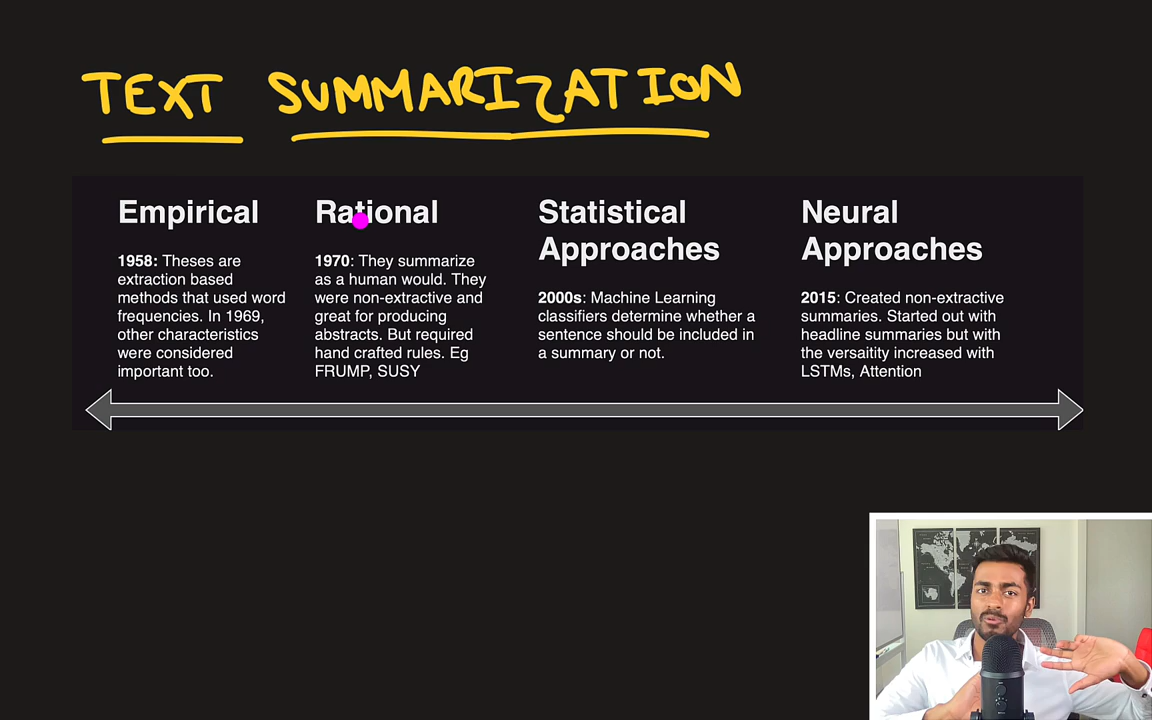 TEXT SUMMARIZATION
Empirical
1958: Theses are
extraction based
methods that used word
frequencies. In 1969,
other characteristics
were considered
important too.
Rational
1970: They summarize
as a human would. They
were non-extractive and
great for producing
abstracts. But required
hand crafted rules. Eg
FRUMP, SUSY
Statistical
Approaches
2000s: Machine Learning
classifiers determine whether a
sentence should be included in
a summary or not.
Neural
Approaches
2015: Created non-extractive
summaries. Started out with
headline summaries but with
the versaitity increased with
LSTMs, Attention